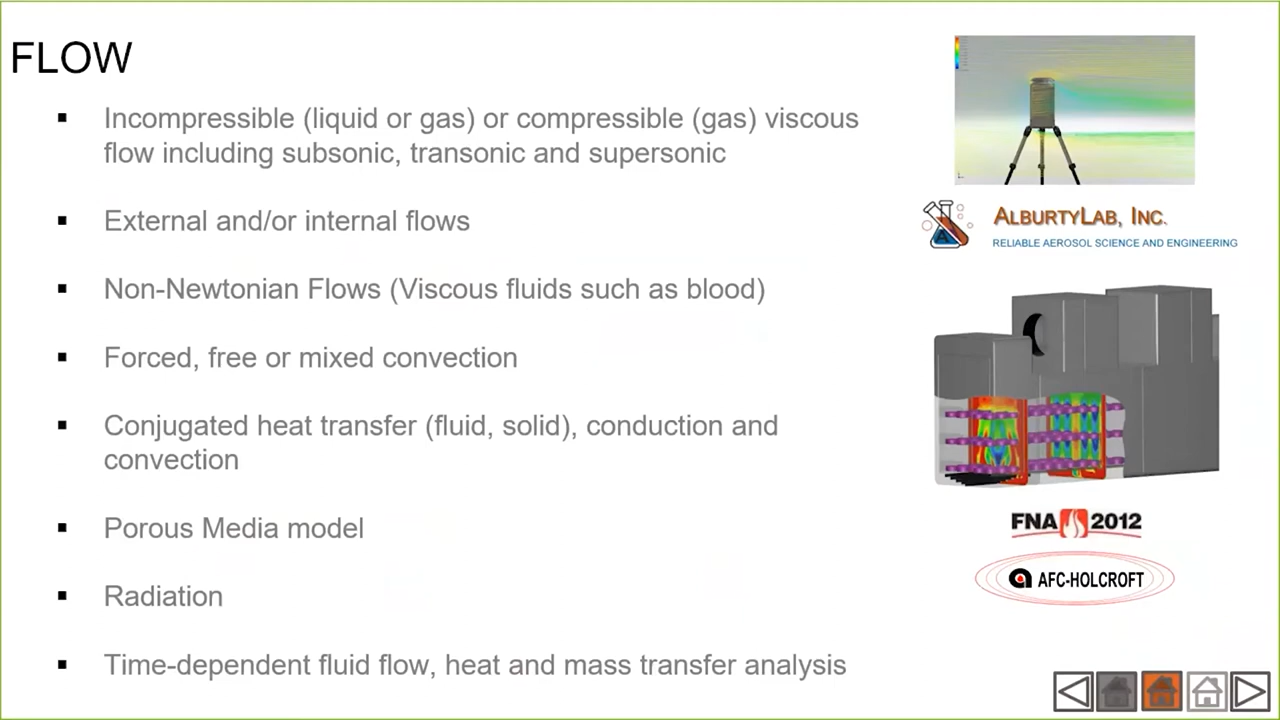 FLOW
Incompressible (liquid or gas) or compressible (gas) viscous
flow including subsonic, transonic and supersonic
External and/or internal flows
Non-Newtonian Flows (Viscous fluids such as blood)
Forced, free or mixed convection
Conjugated heat transfer (fluid, solid), conduction and
convection
Porous Media model
Radiation
Time-dependent fluid flow, heat and mass transfer analysis
ALBURTYLAB, INC.
RELIABLE AEROSOL SCIENCE AND ENGINEERING
FNA 2012
AFC-HOLCROFT